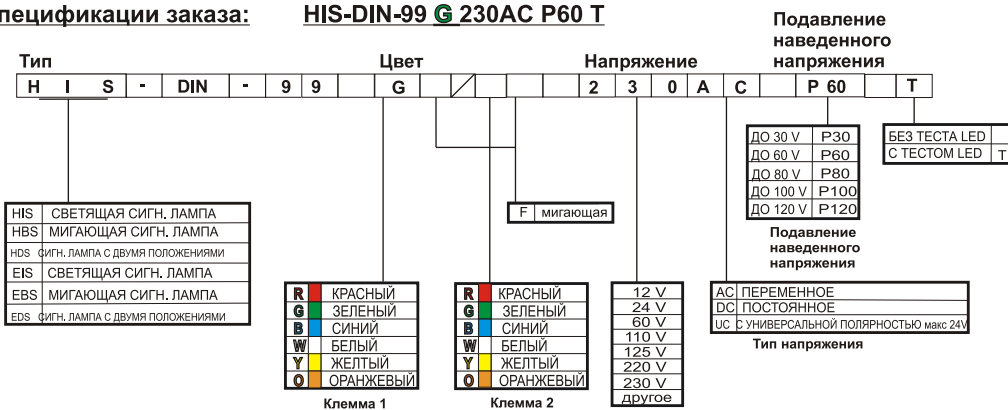 пецификации заказа: HIS-DIN-99 G 230AC P60 T
Подавление
наведенного
напряжения
Тип Цвет Напряжение
H I S - DIN - 9 9 G / 2 3 0 A C P 60 T
ДО 30 V P30
ДО 60 V P60
ДО 80 V P80
ДО 100 V P100
ДО 120 V P120
Подавление
наведенного
напряжения
БЕЗ ТЕСТА LED
С ТЕСТОМ LED T
HIS СВЕТЯЩАЯ СИГН. ЛАМПА
HBS МИГАЮЩАЯ СИГН. ЛАМПА
HDS СИГН. ЛАМПА С ДВУМЯ ПОЛОЖЕНИЯМИ
EIS СВЕТЯЩАЯ СИГН. ЛАМПА
EBS МИГАЮЩАЯ СИГН. ЛАМПА
EDS СИГН. ЛАМПА С ДВУМЯ ПОЛОЖЕНИЯМИ
F мигающая
R КРАСНЫЙ
G ЗЕЛЕНЫЙ
B СИНИЙ
W БЕЛЫЙ
Y ЖЕЛТЫЙ
O ОРАНЖЕВЫЙ
Клемма 1
R КРАСНЫЙ
G ЗЕЛЕНЫЙ
B СИНИЙ
W БЕЛЫЙ
Y ЖЕЛТЫЙ
O ОРАНЖЕВЫЙ
Клемма 2
12 V
24 V
60 V
110 V
125 V
220 V
230 V
другое
AC ПЕРЕМЕННОЕ
DC ПОСТОЯННОЕ
UC С УНИВЕРСАЛЬНОЙ ПОЛЯРНОСТЬЮ макс 24V
Тип напряжения